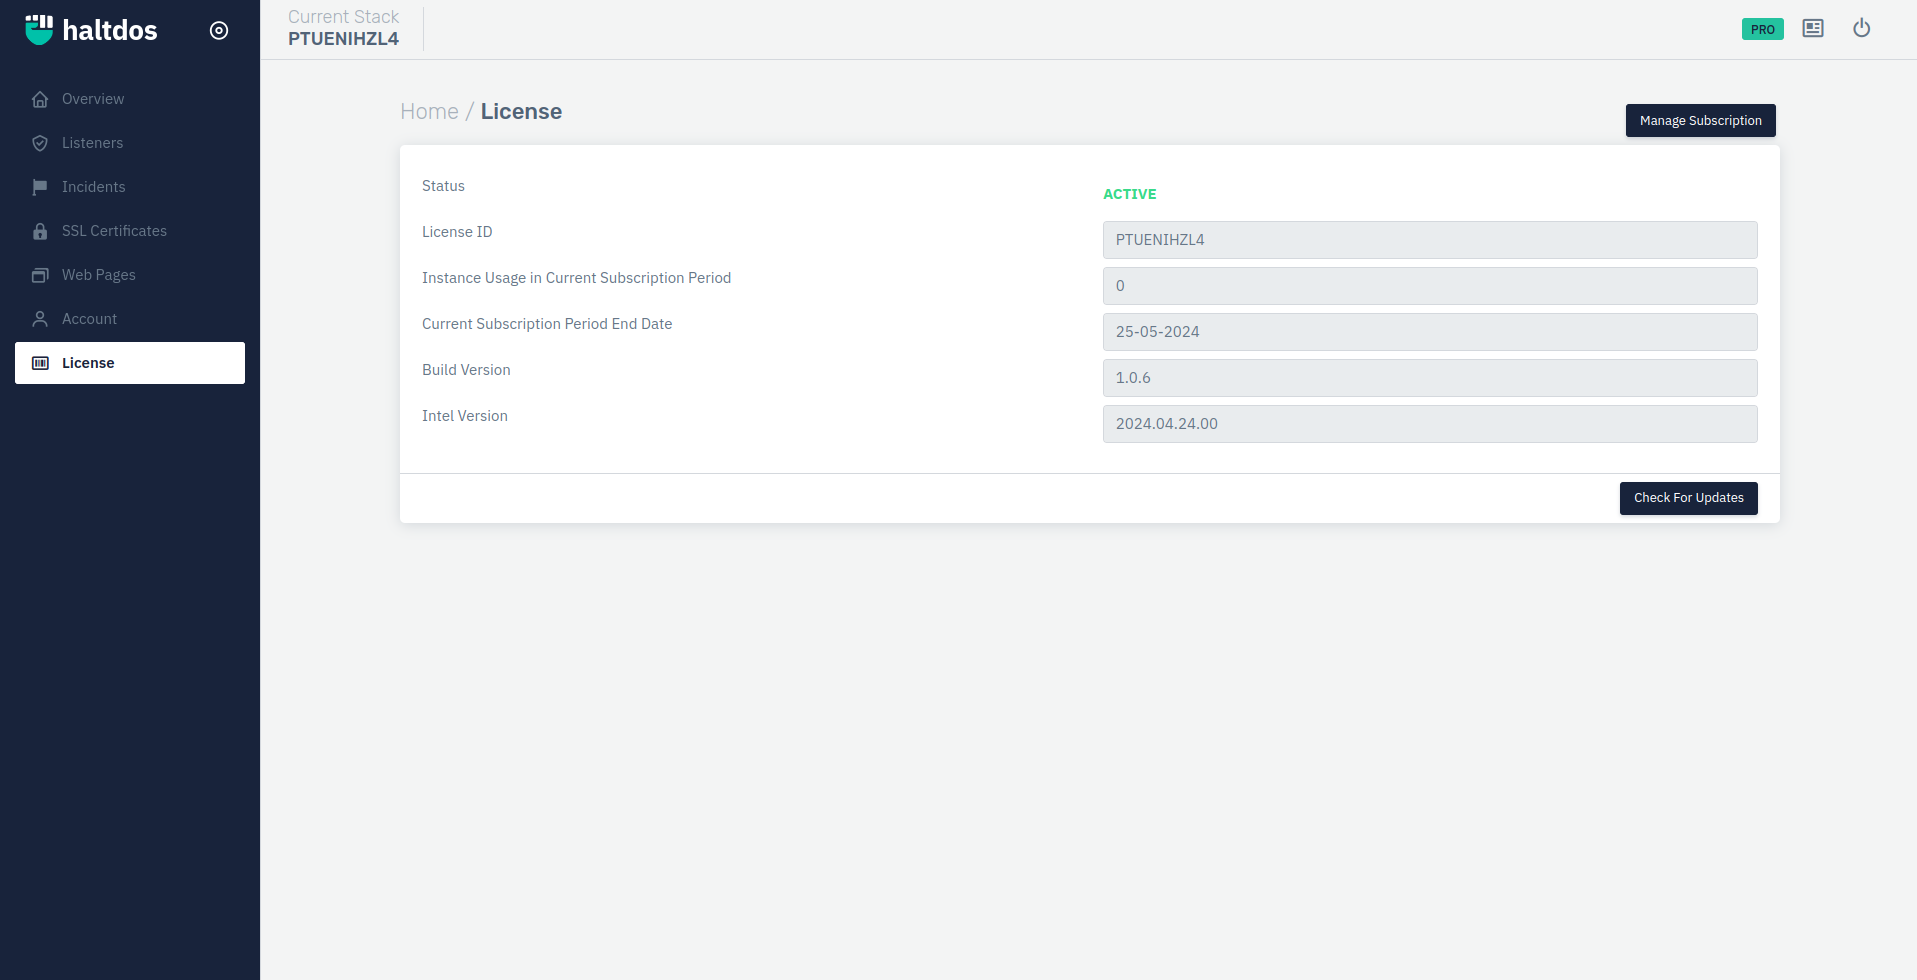 haltdos
Current Stack
PTUENIHZL4
PRO
Overview
Listeners
Incidents
SSL Certificates
Web Pages
Account
License
Home / License
Manage Subscription
Status
ACTIVE
License ID
PTUENIHZL4
Instance Usage in Current Subscription Period
0
Current Subscription Period End Date
25-05-2024
Build Version
1.0.6
Intel Version
2024.04.24.00
Check For Updates